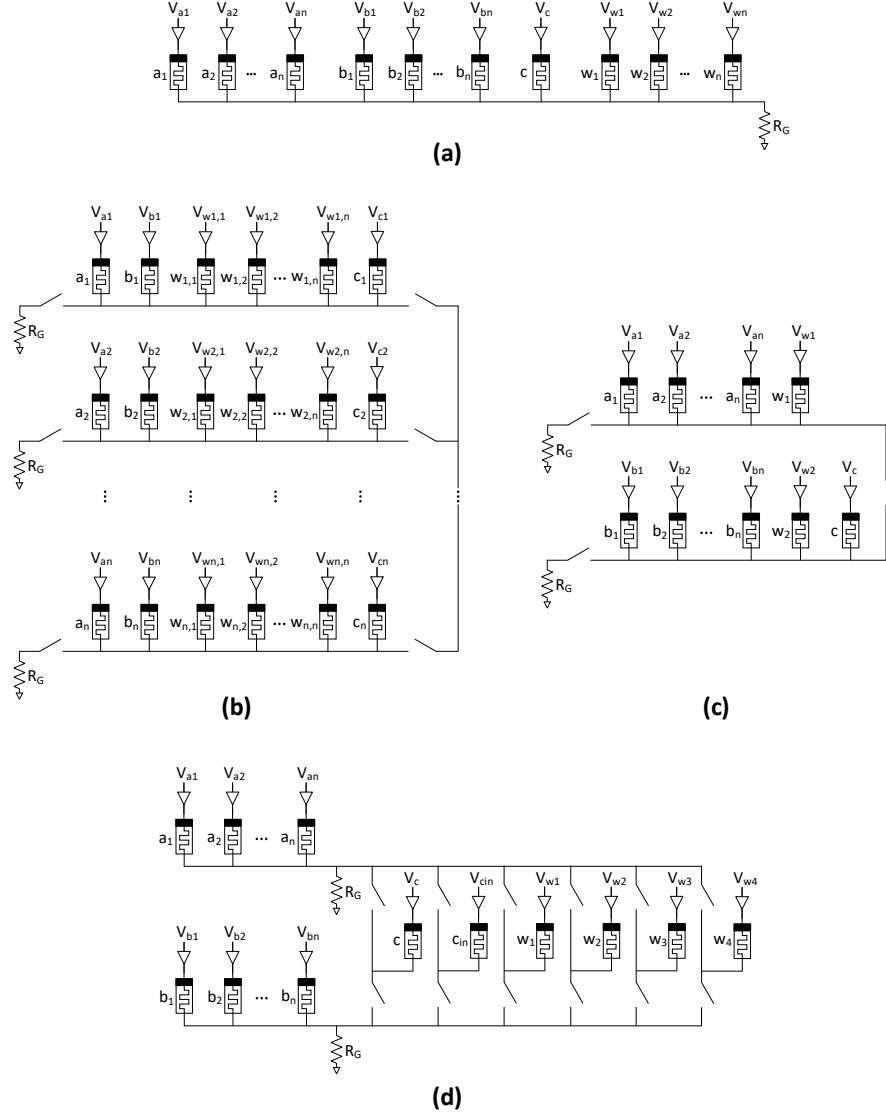 Va1 Va2 Van Vb1 Vb2 Vbn Vc Vw1 Vw2 Vwn
a1 a2 ... an b1 b2 ... bn c w1 w2 ... wn
RG
(a)
Va1 Vb1 Vw1,1 Vw1,2 Vw1,n Vc1
a1 b1 w1,1 w1,2 ... w1,n c1
RG
Va2 Vb2 Vw2,1 Vw2,2 Vw2,n Vc2
a2 b2 w2,1 w2,2 ... w2,n c2
RG
Van Vbn Vwn,1 Vwn,2 Vwn,n Vcn
an bn wn,1 wn,2 ... wn,n cn
RG
(b)
Va1 Va2 Van Vw1
a1 a2 ... an w1
RG
Vb1 Vb2 Vbn Vw2 Vc
b1 b2 ... bn w2 c
RG
(c)
Va1 Va2 Van
a1 a2 ... an
RG
Vc Vcin Vw1 Vw2 Vw3 Vw4
c cin w1 w2 w3 w4
Vb1 Vb2 Vbn
b1 b2 ... bn
RG
(d)